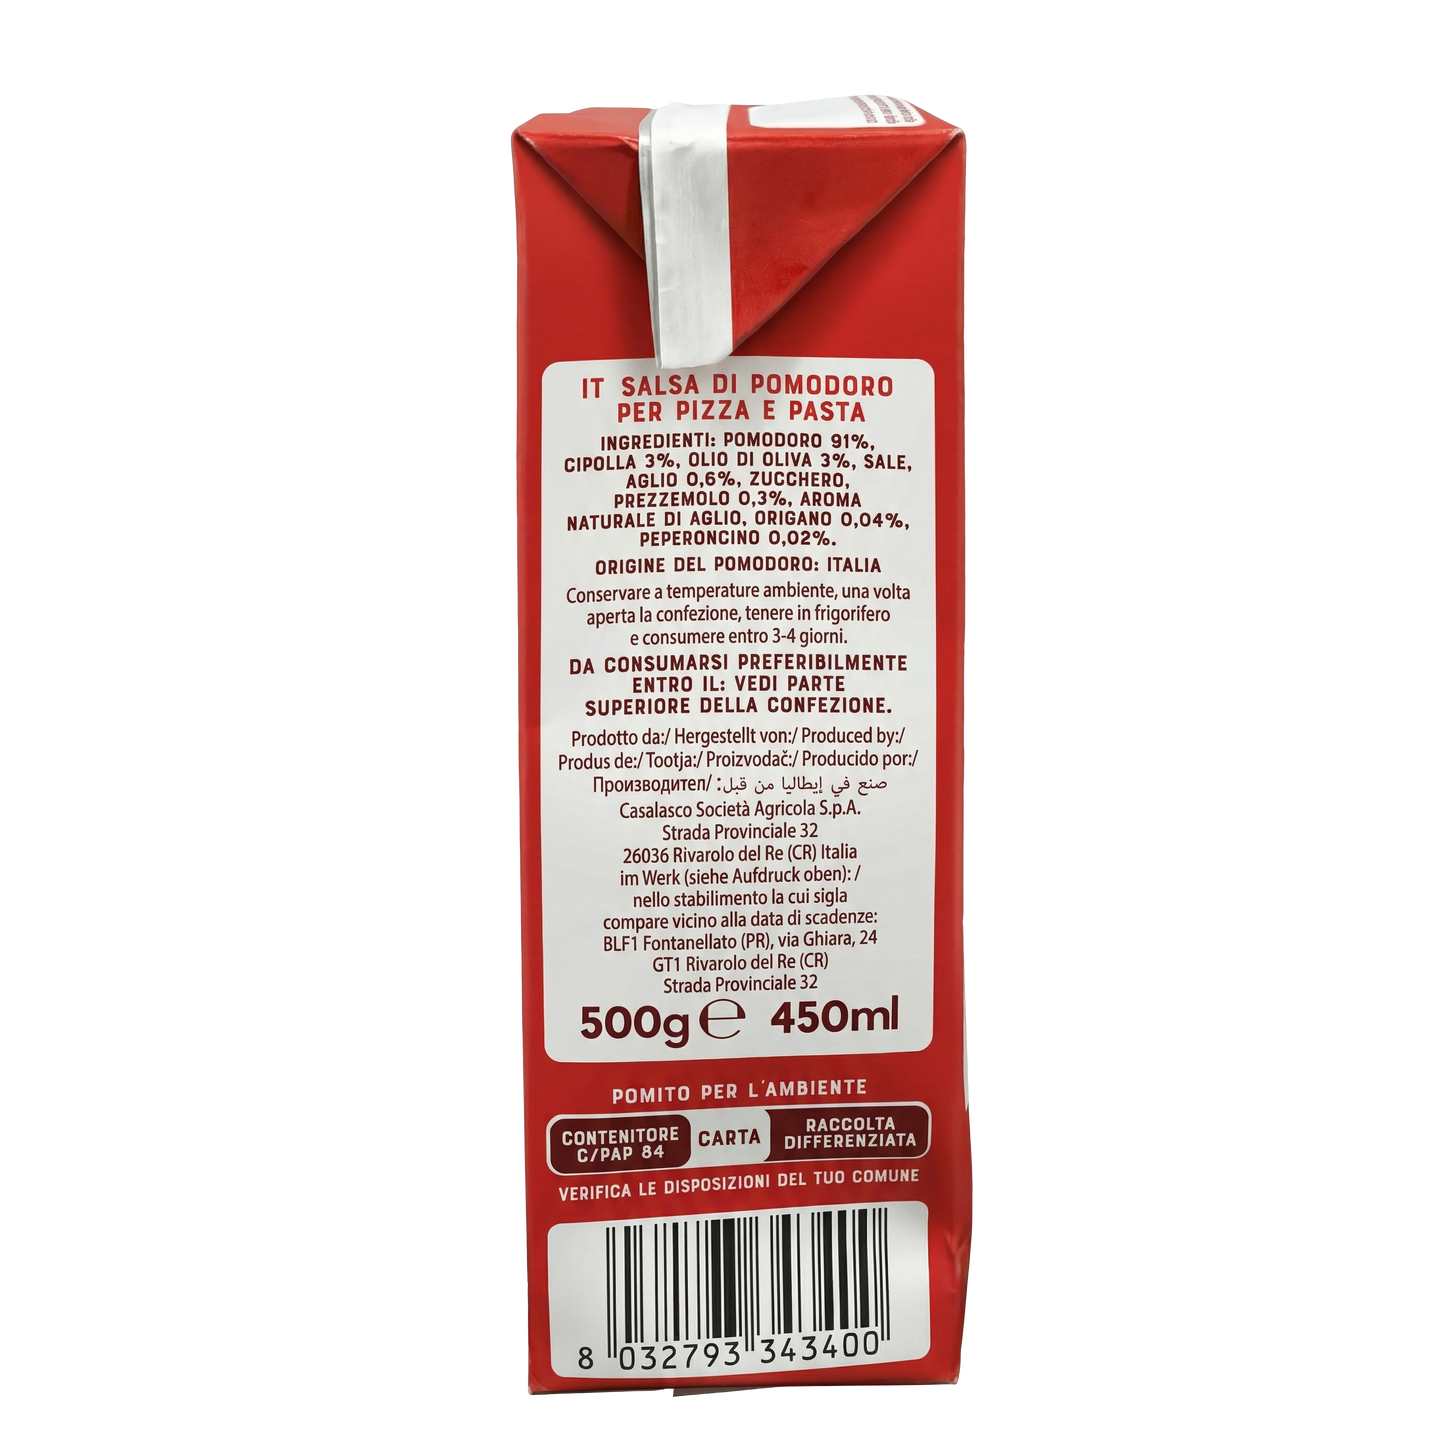 IT SALSA DI POMODORO
PER PIZZA E PASTA
INGREDIENTI: POMODORO 91%,
CIPOLLA 3%, OLIO DI OLIVA 3%, SALE,
AGLIO 0,6%, ZUCCHERO,
PREZZEMOLO 0,3%, AROMA
NATURALE DI AGLIO, ORIGANO 0,04%,
PEPERONCINO 0,02%.
ORIGINE DEL POMODORO: ITALIA
Conservare a temperature ambiente, una volta
aperta la confezione, tenere in frigorifero
e consumere entro 3-4 giorni.
DA CONSUMARSI PREFERIBILMENTE
ENTRO IL: VEDI PARTE
SUPERIORE DELLA CONFEZIONE.
Prodotto da:/ Hergestellt von:/ Produced by:/
Produs de:/ Tootja:/ Proizvodač:/ Producido por:/
Производител/ صنع في إيطاليا من قبل:
Casalasco Società Agricola S.p.A.
Strada Provinciale 32
26036 Rivarolo del Re (CR) Italia
im Werk (siehe Aufdruck oben): /
nello stabilimento la cui sigla
compare vicino alla data di scadenze:
BLF1 Fontanellato (PR), via Ghiara, 24
GT1 Rivarolo del Re (CR)
Strada Provinciale 32
500g ℮ 450ml
POMITO PER L'AMBIENTE
CONTENITORE
C/PAP 84
CARTA
RACCOLTA
DIFFERENZIATA
VERIFICA LE DISPOSIZIONI DEL TUO COMUNE
8 032793 343400